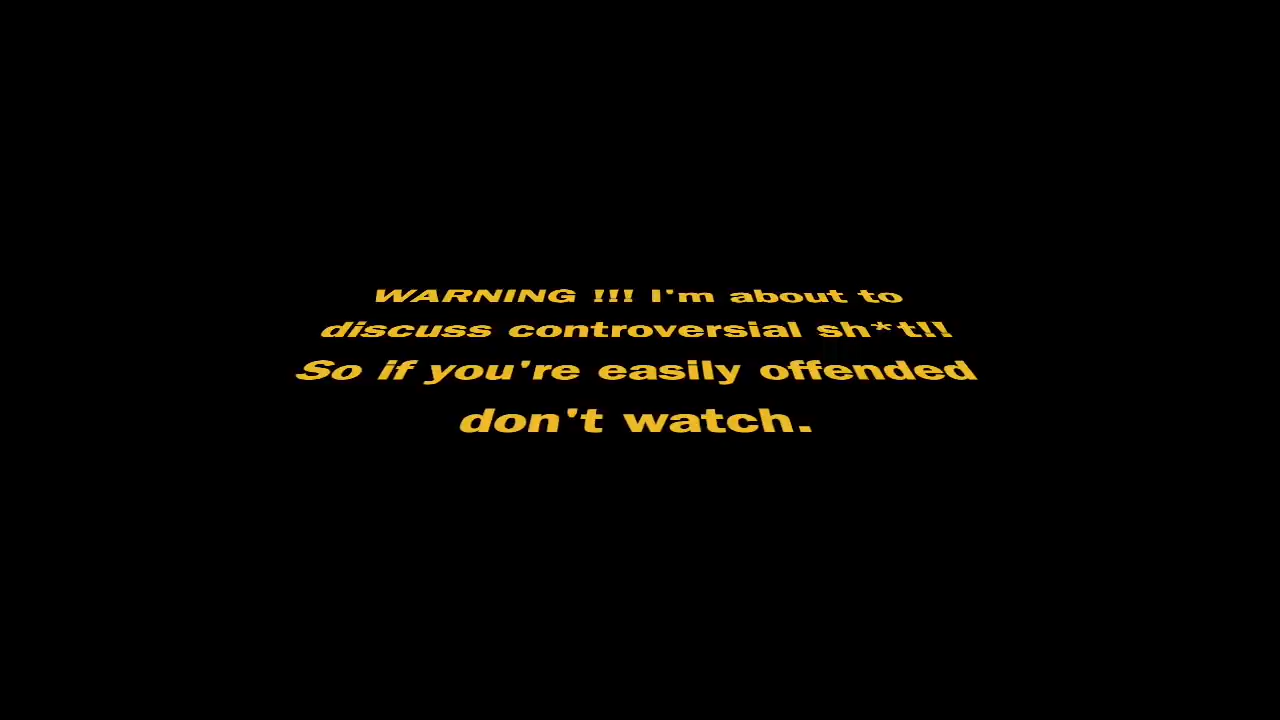 WARNING !!! I'm about to
discuss controversial sh*t!!
So if you're easily offended
don't watch.